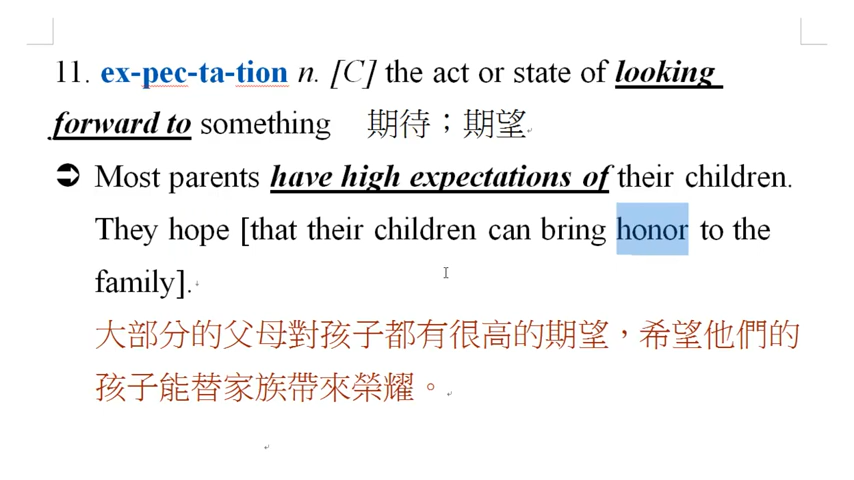 11. ex-pec-ta-tion n. [C] the act or state of looking
forward to something 期待；期望
➲ Most parents have high expectations of their children.
They hope [that their children can bring honor to the
family].
大部分的父母對孩子都有很高的期望，希望他們的
孩子能替家族帶來榮耀。